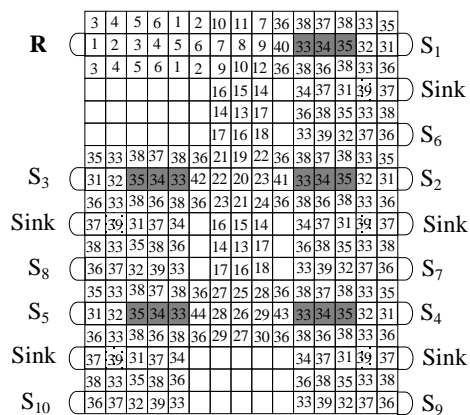 3 4 5 6 1 2 10 11 7 36 38 37 38 33 35
R 1 2 3 4 5 6 7 8 9 40 33 34 35 32 31 S1
3 4 5 6 1 2 9 10 12 36 38 36 38 33 36
16 15 14 34 37 31 39 37 Sink
14 13 17 36 38 35 33 38
17 16 18 33 39 32 37 36 S6
35 33 38 37 38 36 21 19 22 36 38 37 38 33 35
S3 31 32 35 34 33 42 22 20 23 41 33 34 35 32 31 S2
36 33 38 36 38 36 23 21 24 36 38 36 38 33 36
Sink 37 39 31 37 34 16 15 14 34 37 31 39 37 Sink
38 33 35 38 36 14 13 17 36 38 35 33 38
S8 36 37 32 39 33 17 16 18 33 39 32 37 36 S7
35 33 38 37 38 36 27 25 28 36 38 37 38 33 35
S5 31 32 35 34 33 44 28 26 29 43 33 34 35 32 31 S4
36 33 38 36 38 36 29 27 30 36 38 36 38 33 36
Sink 37 39 31 37 34 34 37 31 39 37 Sink
38 33 35 38 36 36 38 35 33 38
S10 36 37 32 39 33 33 39 32 37 36 S9